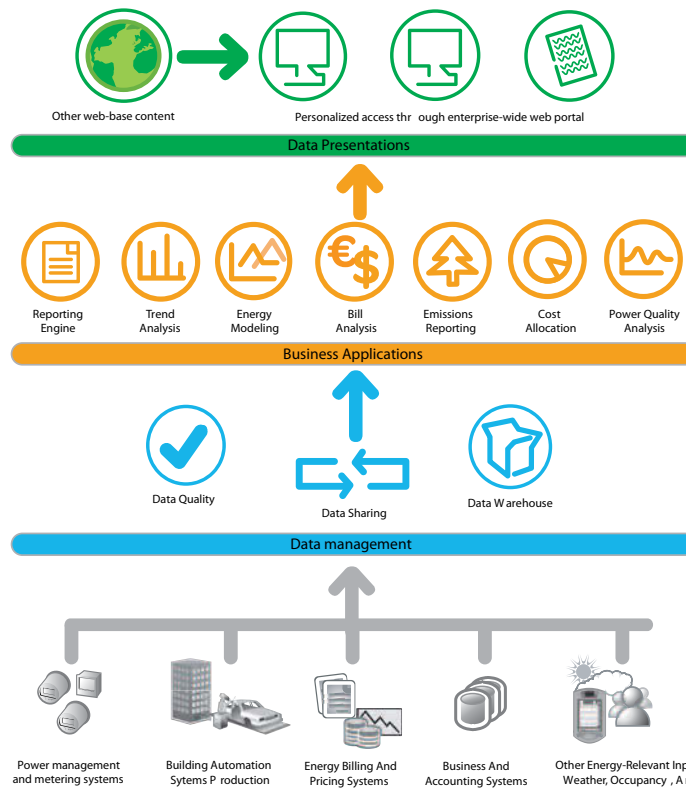 Other web-base content
Personalized access thr ough enterprise-wide web portal
Data Presentations
Reporting
Engine
Trend
Analysis
Energy
Modeling
Bill
Analysis
Emissions
Reporting
Cost
Allocation
Power Quality
Analysis
Business Applications
Data Quality
Data Sharing
Data W arehouse
Data management
Power management
and metering systems
Building Automation
Sytems P roduction
Energy Billing And
Pricing Systems
Business And
Accounting Systems
Other Energy-Relevant
Weather, Occupancy ,